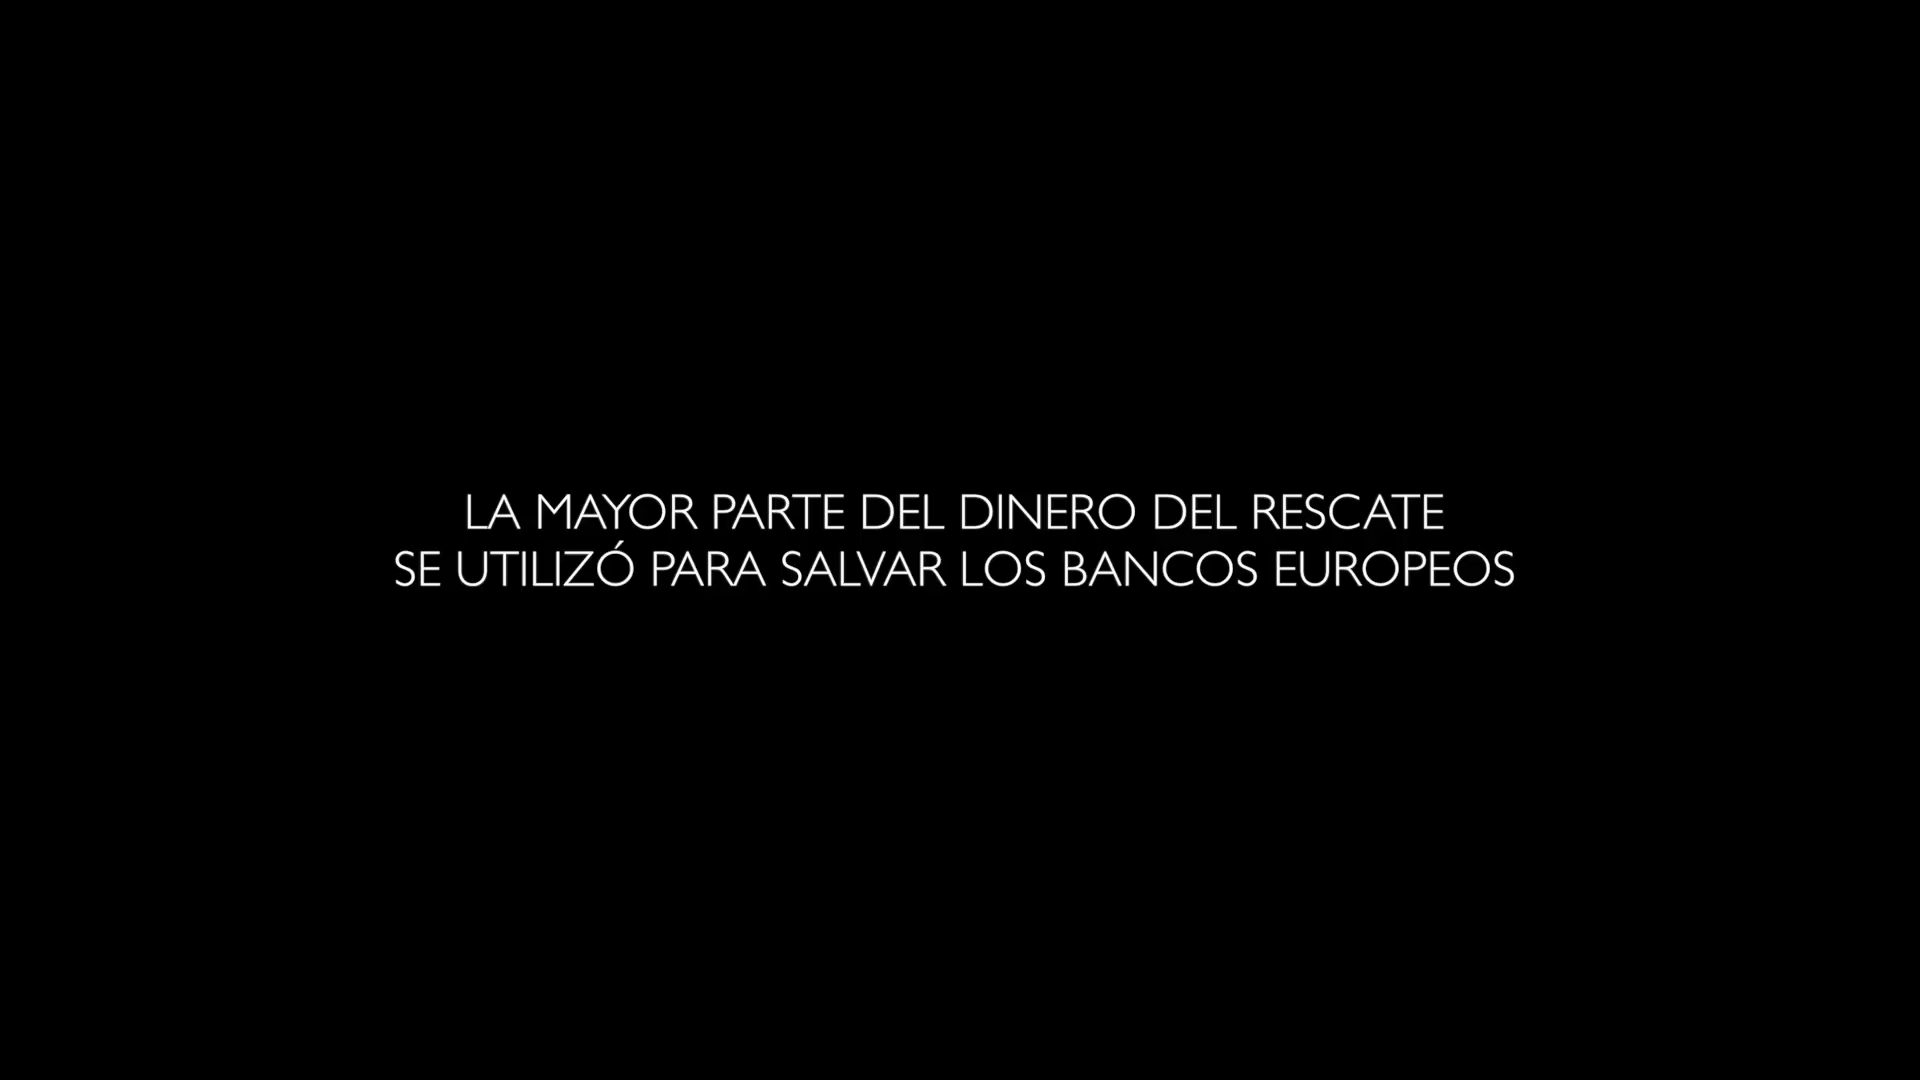 LA MAYOR PARTE DEL DINERO DEL RESCATE
SE UTILIZÓ PARA SALVAR LOS BANCOS EUROPEOS